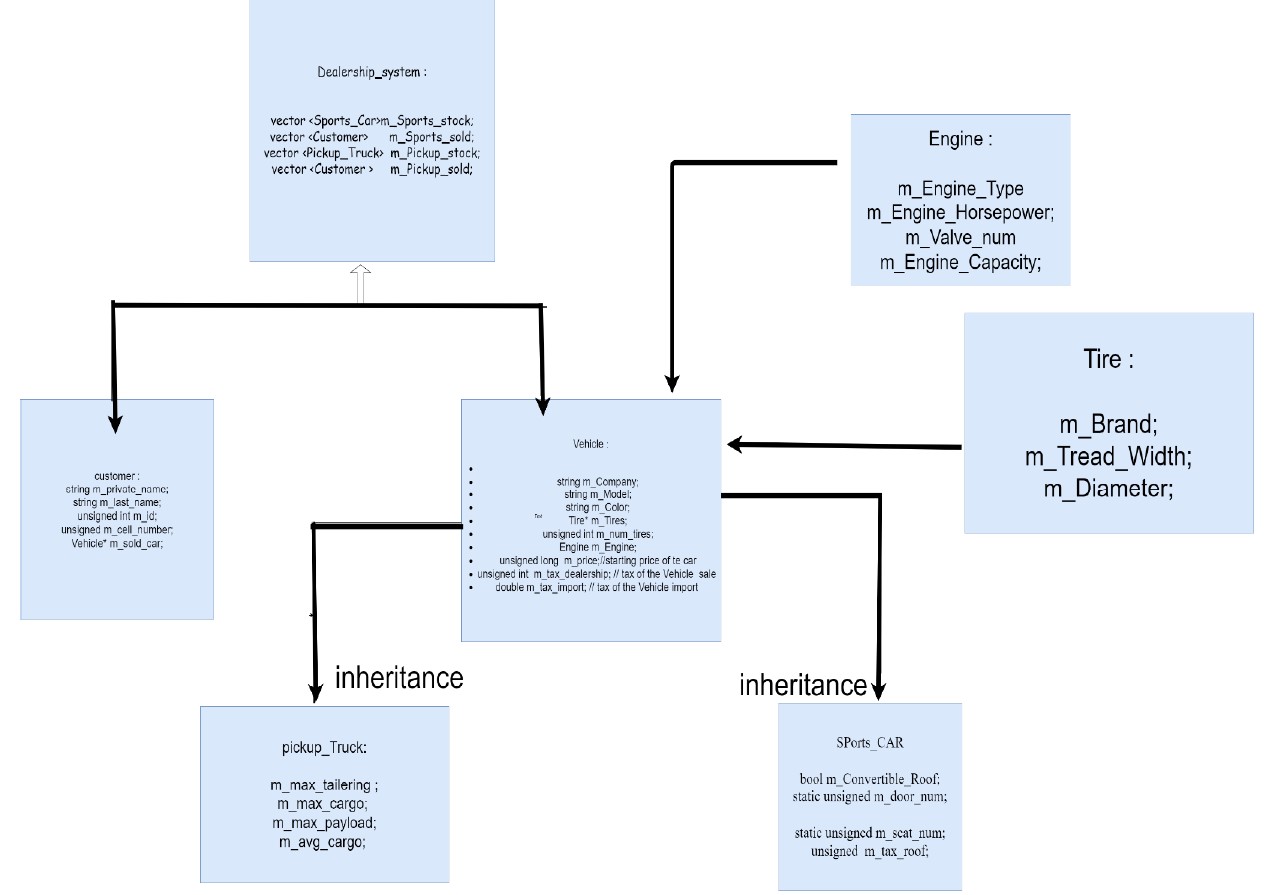 Dealership_system :
vector <Sports_Car>m_Sports_stock;
vector <Customer> m_Sports_sold;
vector <Pickup_Truck> m_Pickup_stock;
vector <Customer > m_Pickup_sold;
Engine :
m_Engine_Type
m_Engine_Horsepower;
m_Valve_num
m_Engine_Capacity;
Tire :
m_Brand;
m_Tread_Width;
m_Diameter;
customer :
string m_private_name;
string m_last_name;
unsigned int m_id;
unsigned m_cell_number;
Vehicle* m_sold_car;
Vehicle :
string m_Company;
string m_Model;
string m_Color;
Text
Tire* m_Tires;
unsigned int m_num_tires;
Engine m_Engine;
unsigned long m_price;//starting price of te car
unsigned int m_tax_dealership; // tax of the Vehicle sale
double m_tax_import; // tax of the Vehicle import
inheritance
inheritance
pickup_Truck:
m_max_tailering ;
m_max_cargo;
m_max_payload;
m_avg_cargo;
SPorts_CAR
bool m_Convertible_Roof;
static unsigned m_door_num;
static unsigned m_seat_num;
unsigned m_tax_roof;